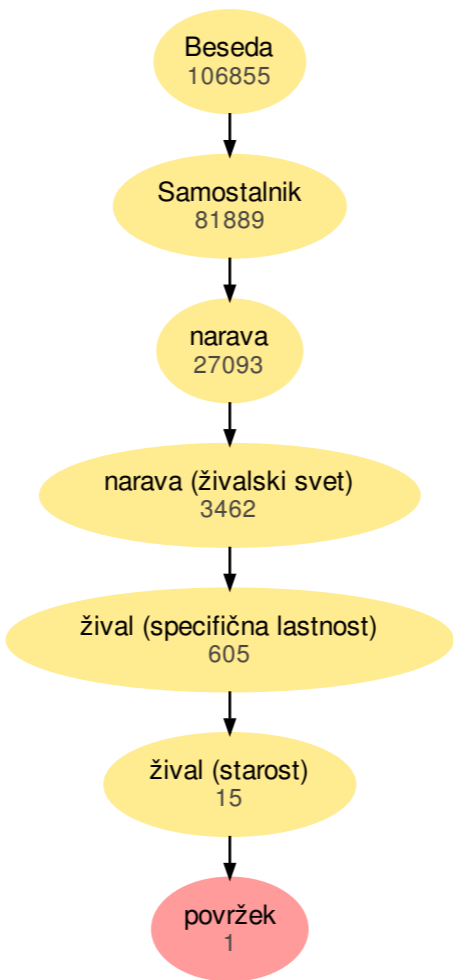 Beseda
106855
Samostalnik
81889
narava
27093
narava (živalski svet)
3462
žival (specifična lastnost)
605
žival (starost)
15
povržek
1